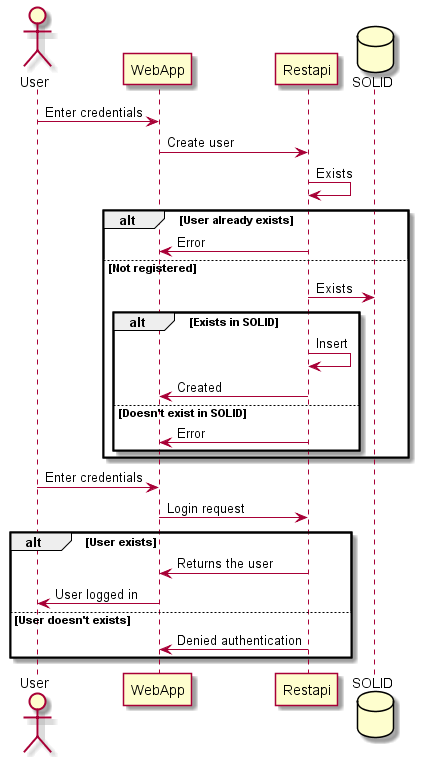 User
WebApp
Restapi
SOLID
Enter credentials
Create user
Exists
alt
[User already exists]
Error
[Not registered]
Exists
alt
[Exists in SOLID]
Insert
Created
[Doesn't exist in SOLID]
Error
Enter credentials
Login request
alt
[User exists]
Returns the user
User logged in
[User doesn't exists]
Denied authentication
User
WebApp
Restapi
SOLID